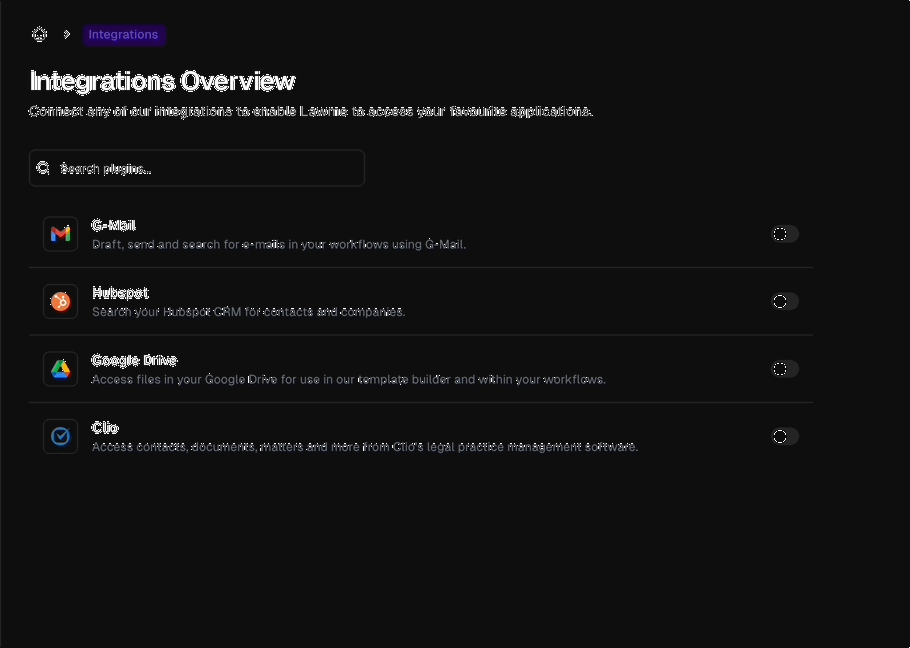 Integrations
Integrations Overview
Connect any of our integrations to enable Lawme to access your favourite applications.
Search plugins...
G-Mail
Draft, send and search for e-mails in your workflows using G-Mail.
Hubspot
Search your Hubspot CRM for contacts and companies.
Google Drive
Access files in your Google Drive for use in our template builder and within your workflows.
Clio
Access contacts, documents, matters and more from Clio's legal practice management software.